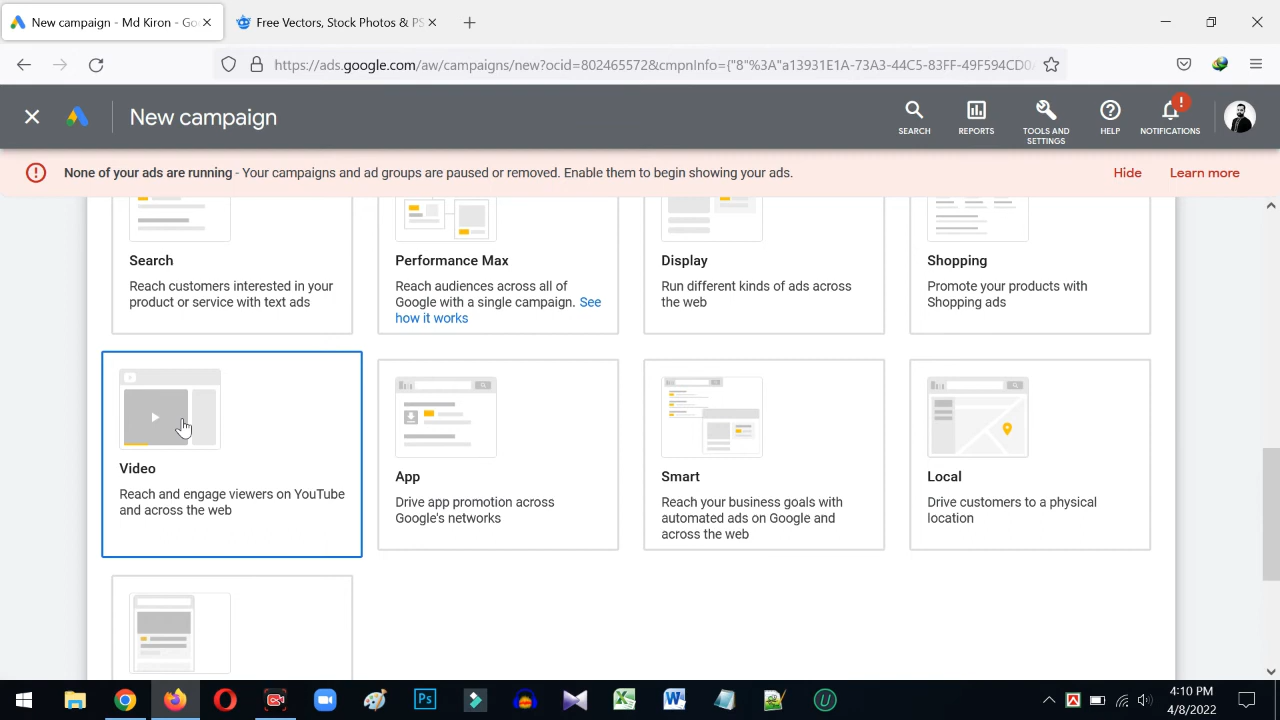 New campaign - Md Kiron - Go
Free Vectors, Stock Photos & PS
https://ads.google.com/aw/campaigns/new?ocid=802465572&cmpnInfo={"8"%3A"a13931E1A-73A3-44C5-83FF-49F594CD0
New campaign
SEARCH
REPORTS
TOOLS AND
SETTINGS
HELP
NOTIFICATIONS
None of your ads are running - Your campaigns and ad groups are paused or removed. Enable them to begin showing your ads.
Hide
Learn more
Search
Reach customers interested in your
product or service with text ads
Performance Max
Reach audiences across all of
Google with a single campaign. See
how it works
Display
Run different kinds of ads across
the web
Shopping
Promote your products with
Shopping ads
Video
Reach and engage viewers on YouTube
and across the web
App
Drive app promotion across
Google's networks
Smart
Reach your business goals with
automated ads on Google and
across the web
Local
Drive customers to a physical
location
4:10 PM
4/8/2022